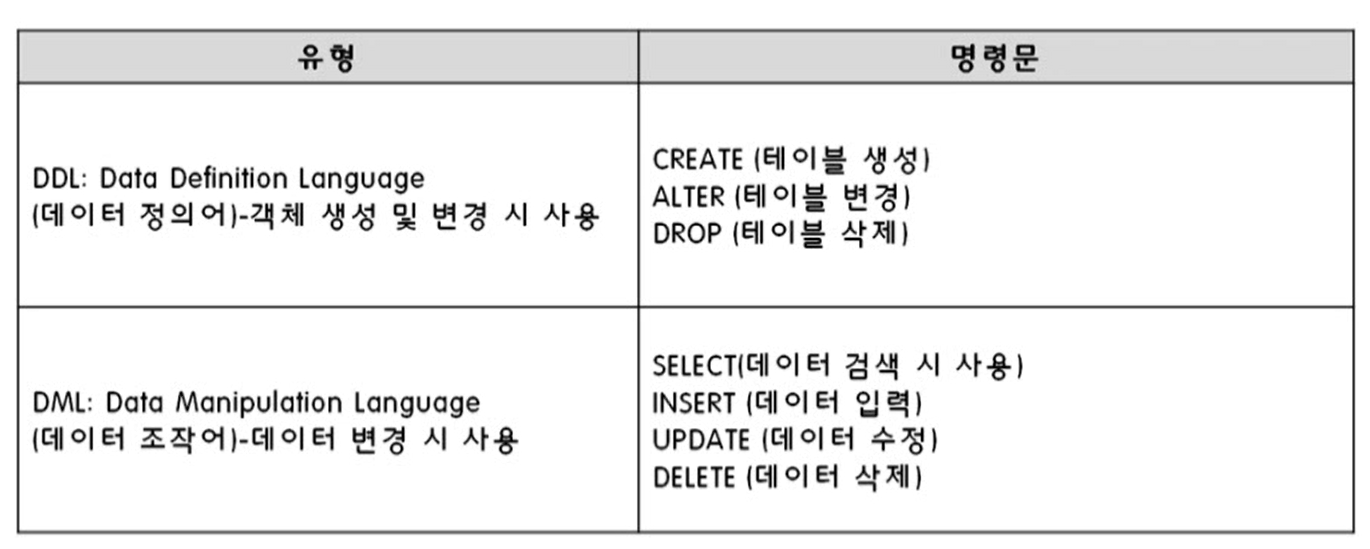 유형
명령문
DDL: Data Definition Language
(데이터 정의어)-객체 생성 및 변경 시 사용
CREATE (테이블 생성)
ALTER (테이블 변경)
DROP (테이블 삭제)
DML: Data Manipulation Language
(데이터 조작어)-데이터 변경 시 사용
SELECT(데이터 검색 시 사용)
INSERT (데이터 입력)
UPDATE (데이터 수정)
DELETE (데이터 삭제)